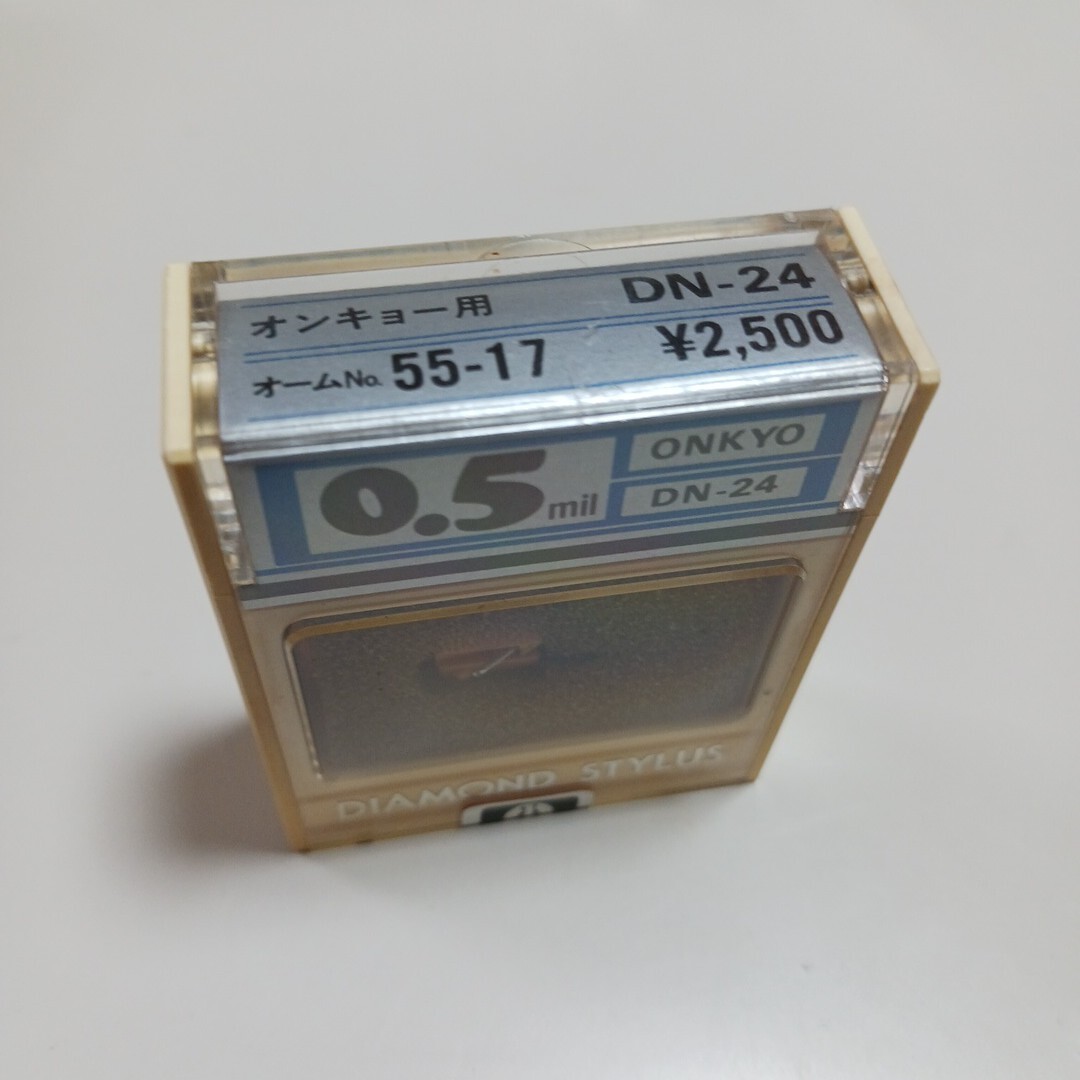 オンキョー用 DN-24
オームNo. 55-17 ¥2,500
0.5mil
ONKYO
DN-24
DIAMOND STYLUS